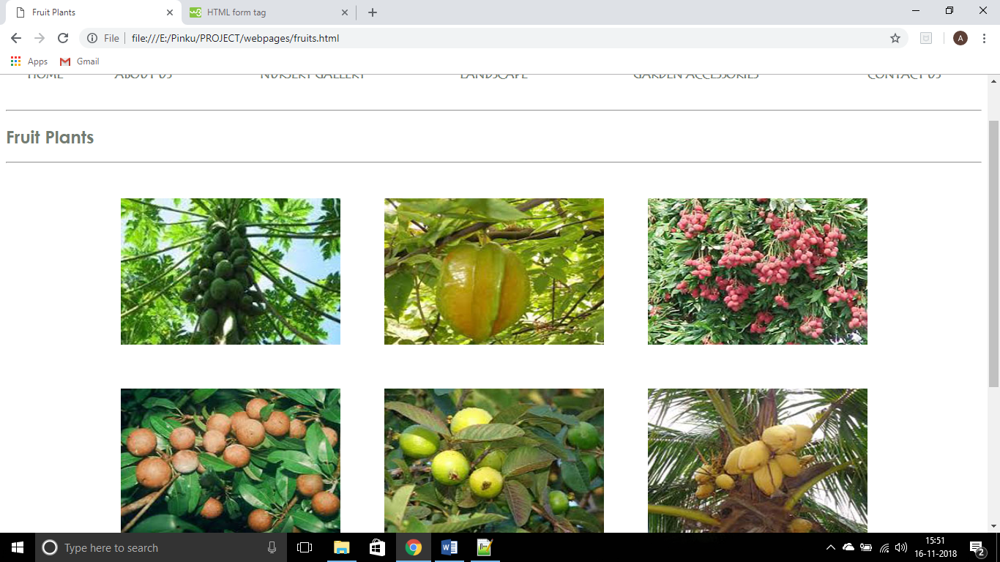 Fruit Plants
HTML form tag
File
file:///E:/Pinku/PROJECT/webpages/fruits.html
A
Apps
Gmail
HOME ABOUT US NURSERY GALLERY LANDSCAPE GARDEN ACCESSORIES CONTACT US
Fruit Plants
Type here to search
15:51
16-11-2018
2